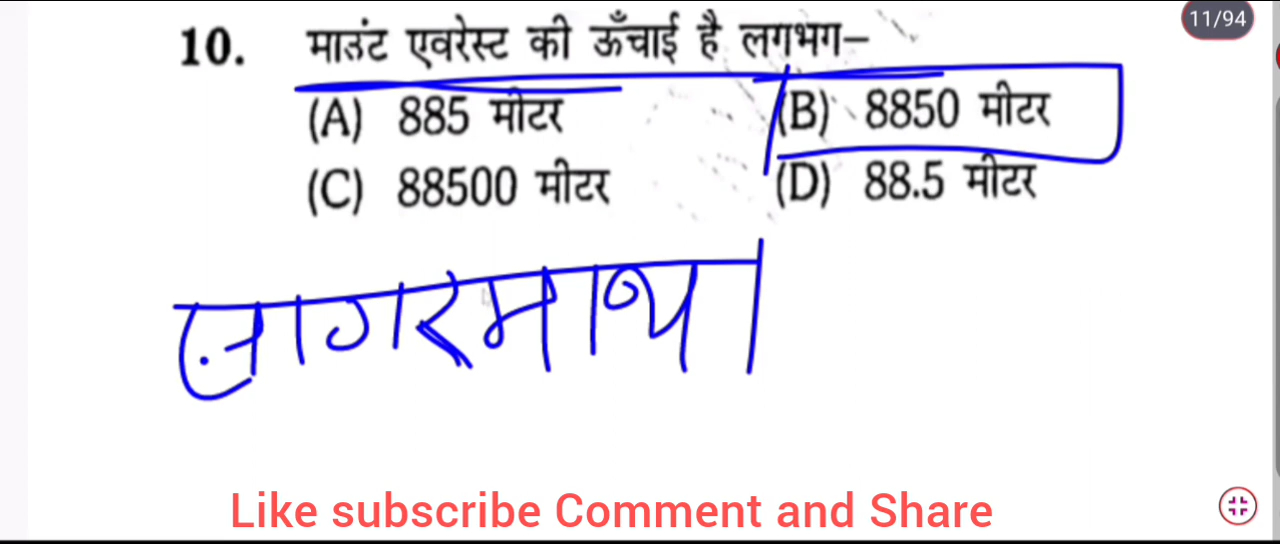 11/94
10. माउंट एवरेस्ट की ऊँचाई है लगभग–
(A) 885 मीटर (B) 8850 मीटर
(C) 88500 मीटर (D) 88.5 मीटर
सागरमाथा
Like subscribe Comment and Share